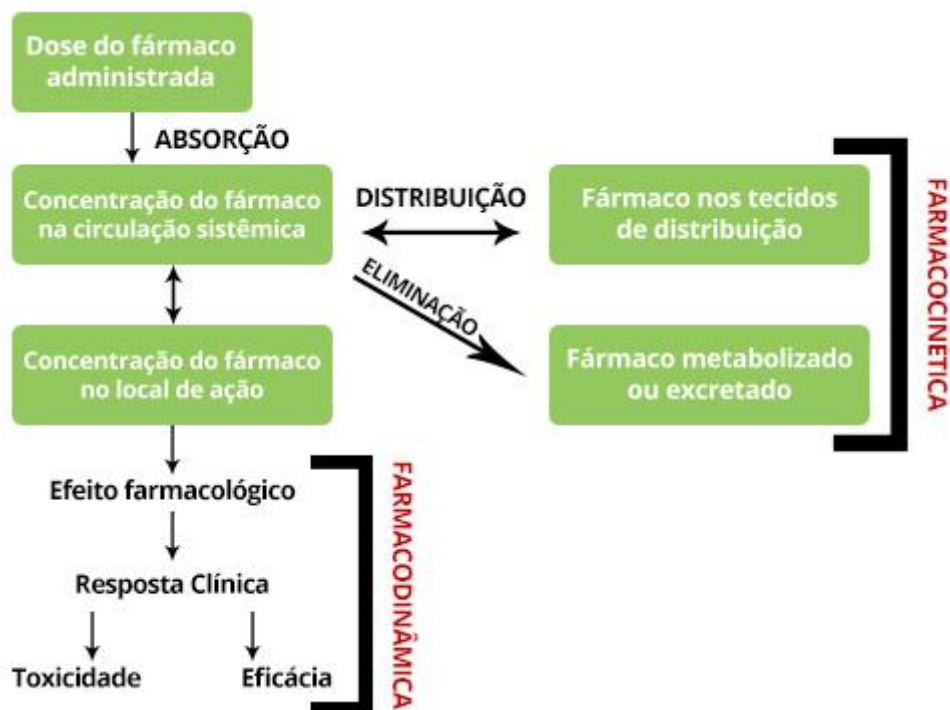 Dose do fármaco
administrada
ABSORÇÃO
Concentração do fármaco
na circulação sistêmica
DISTRIBUIÇÃO
Fármaco nos tecidos
de distribuição
ELIMINAÇÃO
Concentração do fármaco
no local de ação
Fármaco metabolizado
ou excretado
FARMACOCINÉTICA
Efeito farmacológico
Resposta Clínica
Toxicidade
Eficácia
FARMACODINÂMICA